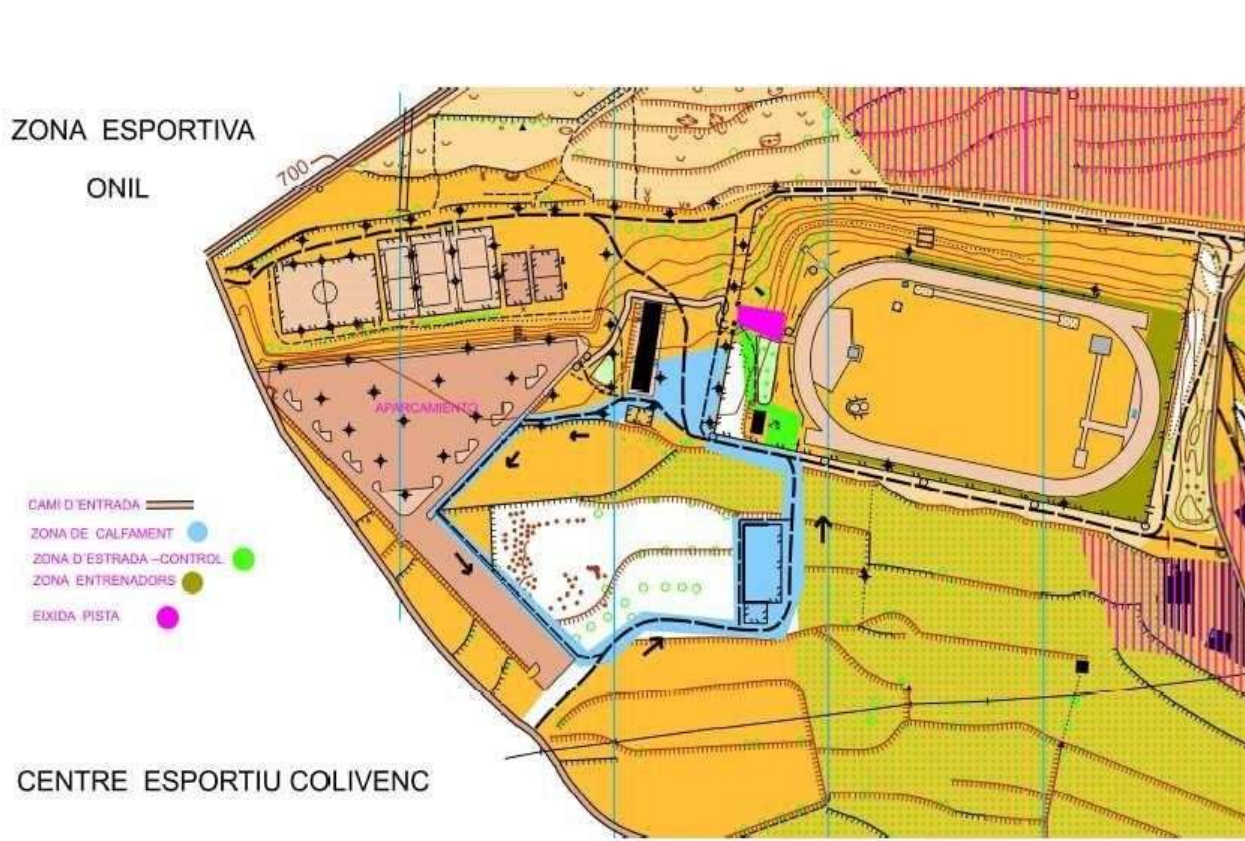 ZONA ESPORTIVA
ONIL
700
APARCAMIENTO
CAMI D'ENTRADA
ZONA DE CALFAMENT
ZONA D'ESTRADA –CONTROL
ZONA ENTRENADORS
EIXIDA PISTA
CENTRE ESPORTIU COLIVENC